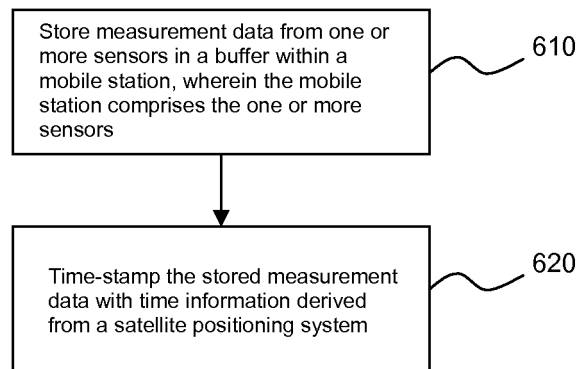 Store measurement data from one or
more sensors in a buffer within a
mobile station, wherein the mobile
station comprises the one or more
sensors
610
Time-stamp the stored measurement
data with time information derived
from a satellite positioning system
620